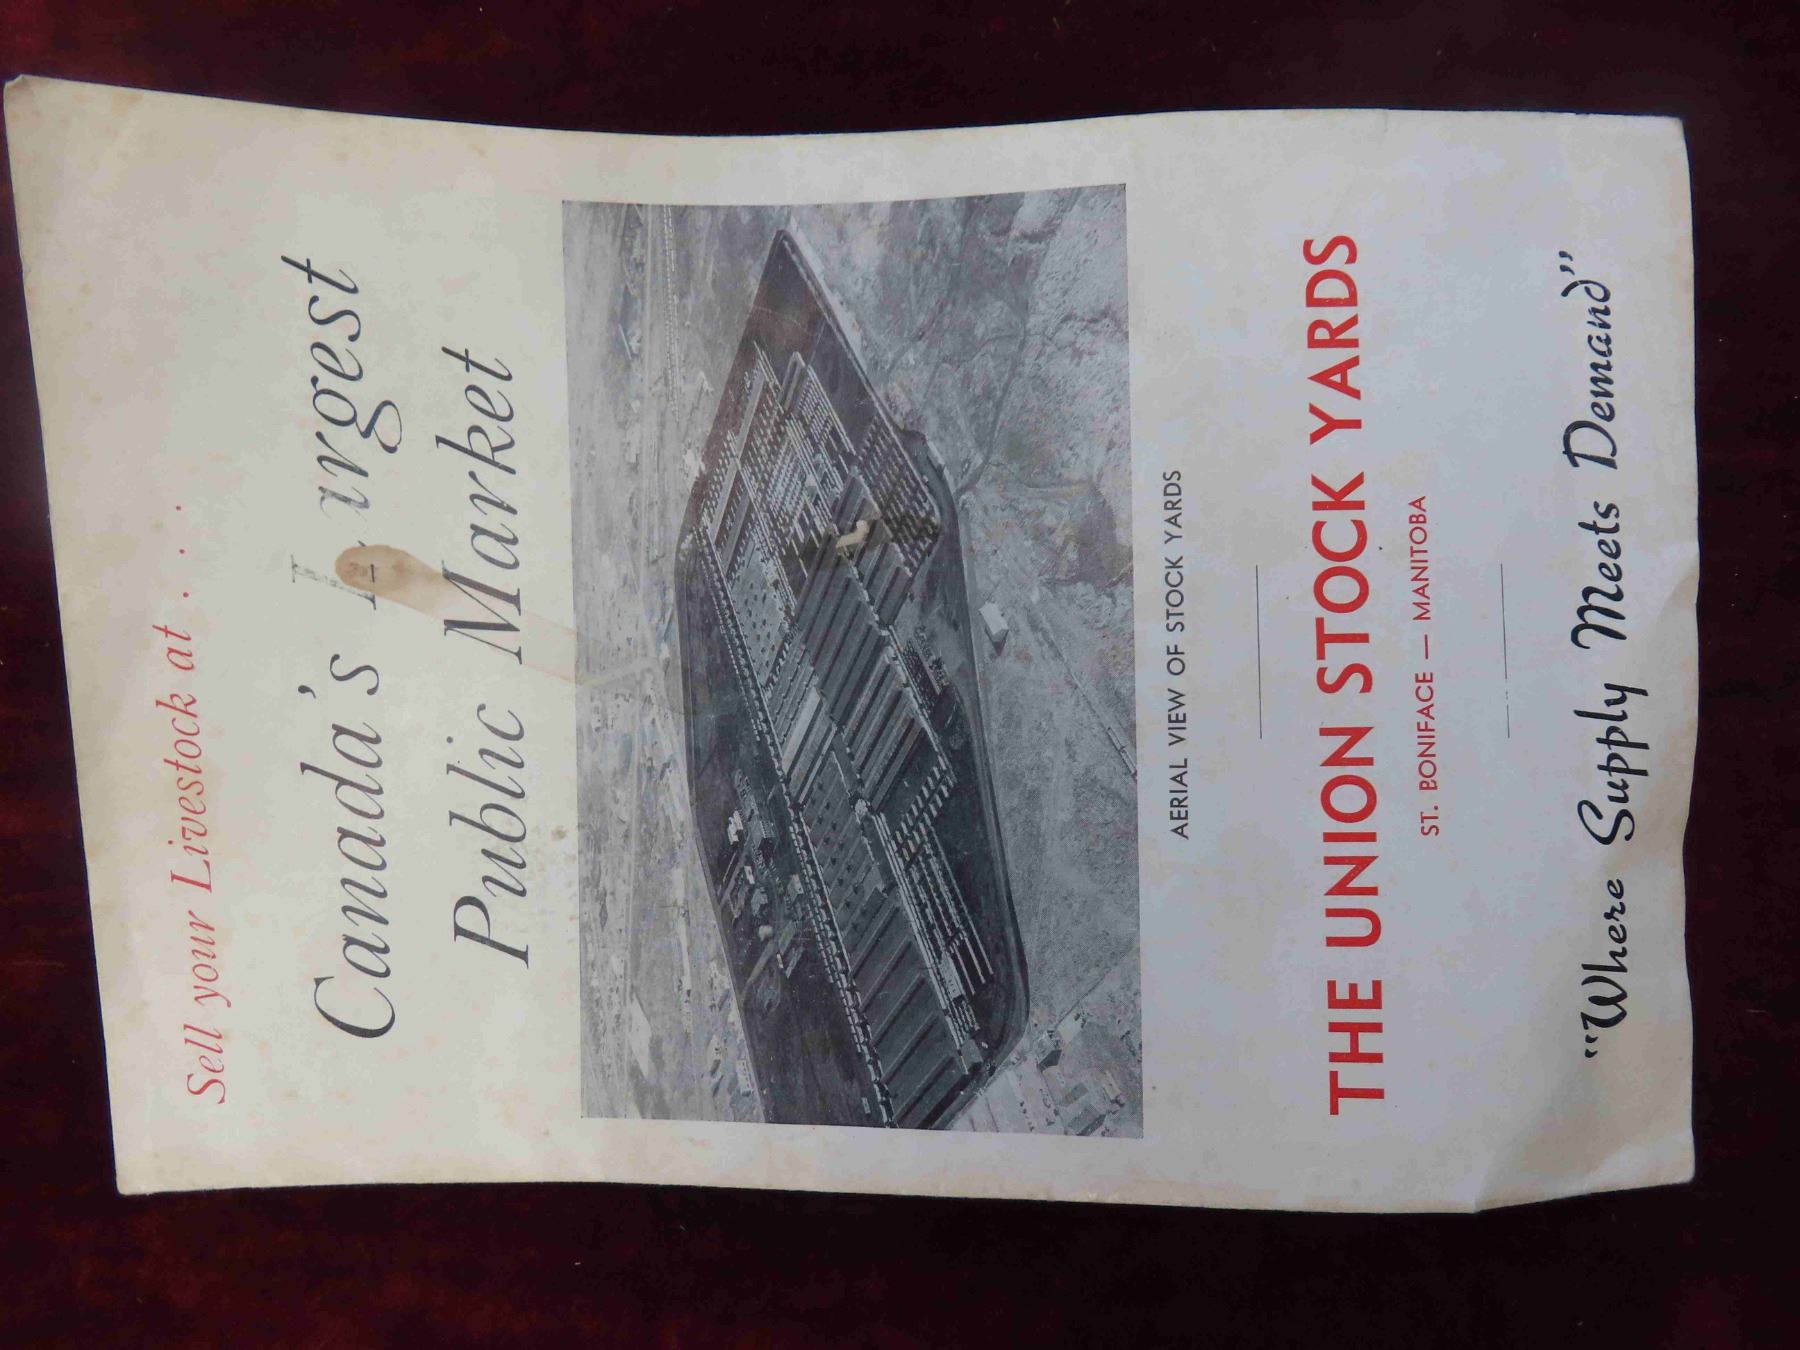 Sell your Livestock at . . . .
Canada's Largest
Public Market
AERIAL VIEW OF STOCK YARDS
THE UNION STOCK YARDS
ST. BONIFACE — MANITOBA
"Where Supply Meets Demand"